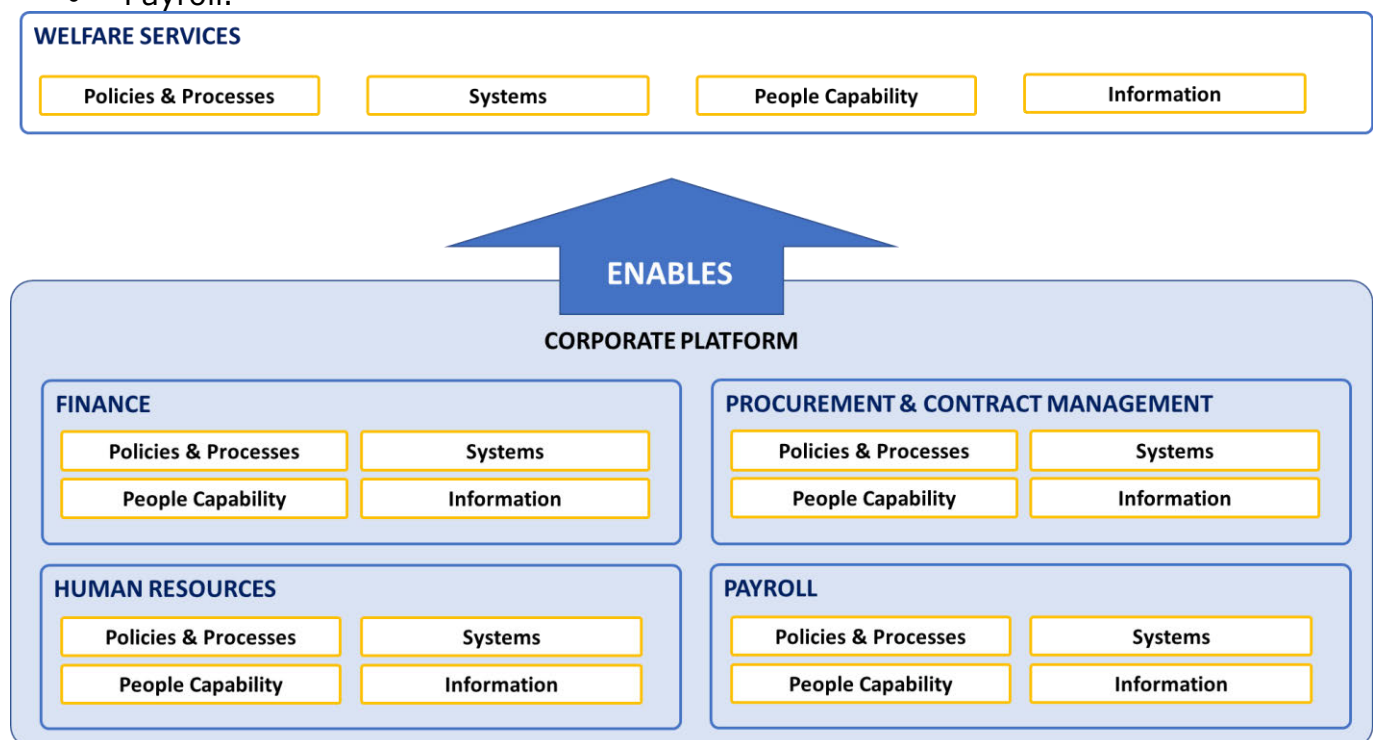 Payroll.
WELFARE SERVICES
Policies & Processes Systems People Capability Information
ENABLES
CORPORATE PLATFORM
FINANCE
Policies & Processes Systems
People Capability Information
PROCUREMENT & CONTRACT MANAGEMENT
Policies & Processes Systems
People Capability Information
HUMAN RESOURCES
Policies & Processes Systems
People Capability Information
PAYROLL
Policies & Processes Systems
People Capability Information